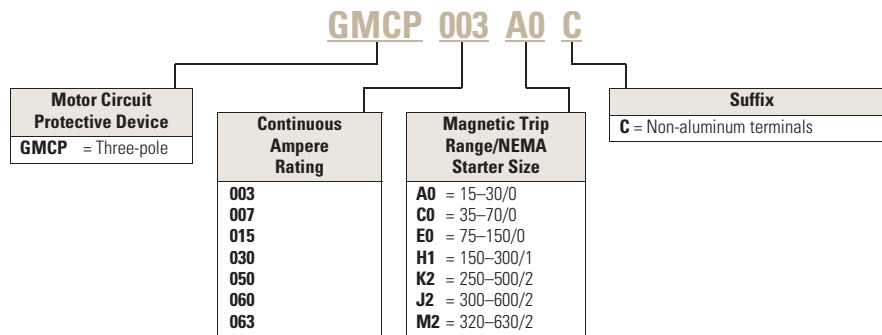 GMCP 003 A0 C
Motor Circuit
Protective Device
GMCP = Three-pole
Continuous
Ampere
Rating
003
007
015
030
050
060
063
Magnetic Trip
Range/NEMA
Starter Size
A0 = 15–30/0
C0 = 35–70/0
E0 = 75–150/0
H1 = 150–300/1
K2 = 250–500/2
J2 = 300–600/2
M2 = 320–630/2
Suffix
C = Non-aluminum terminals